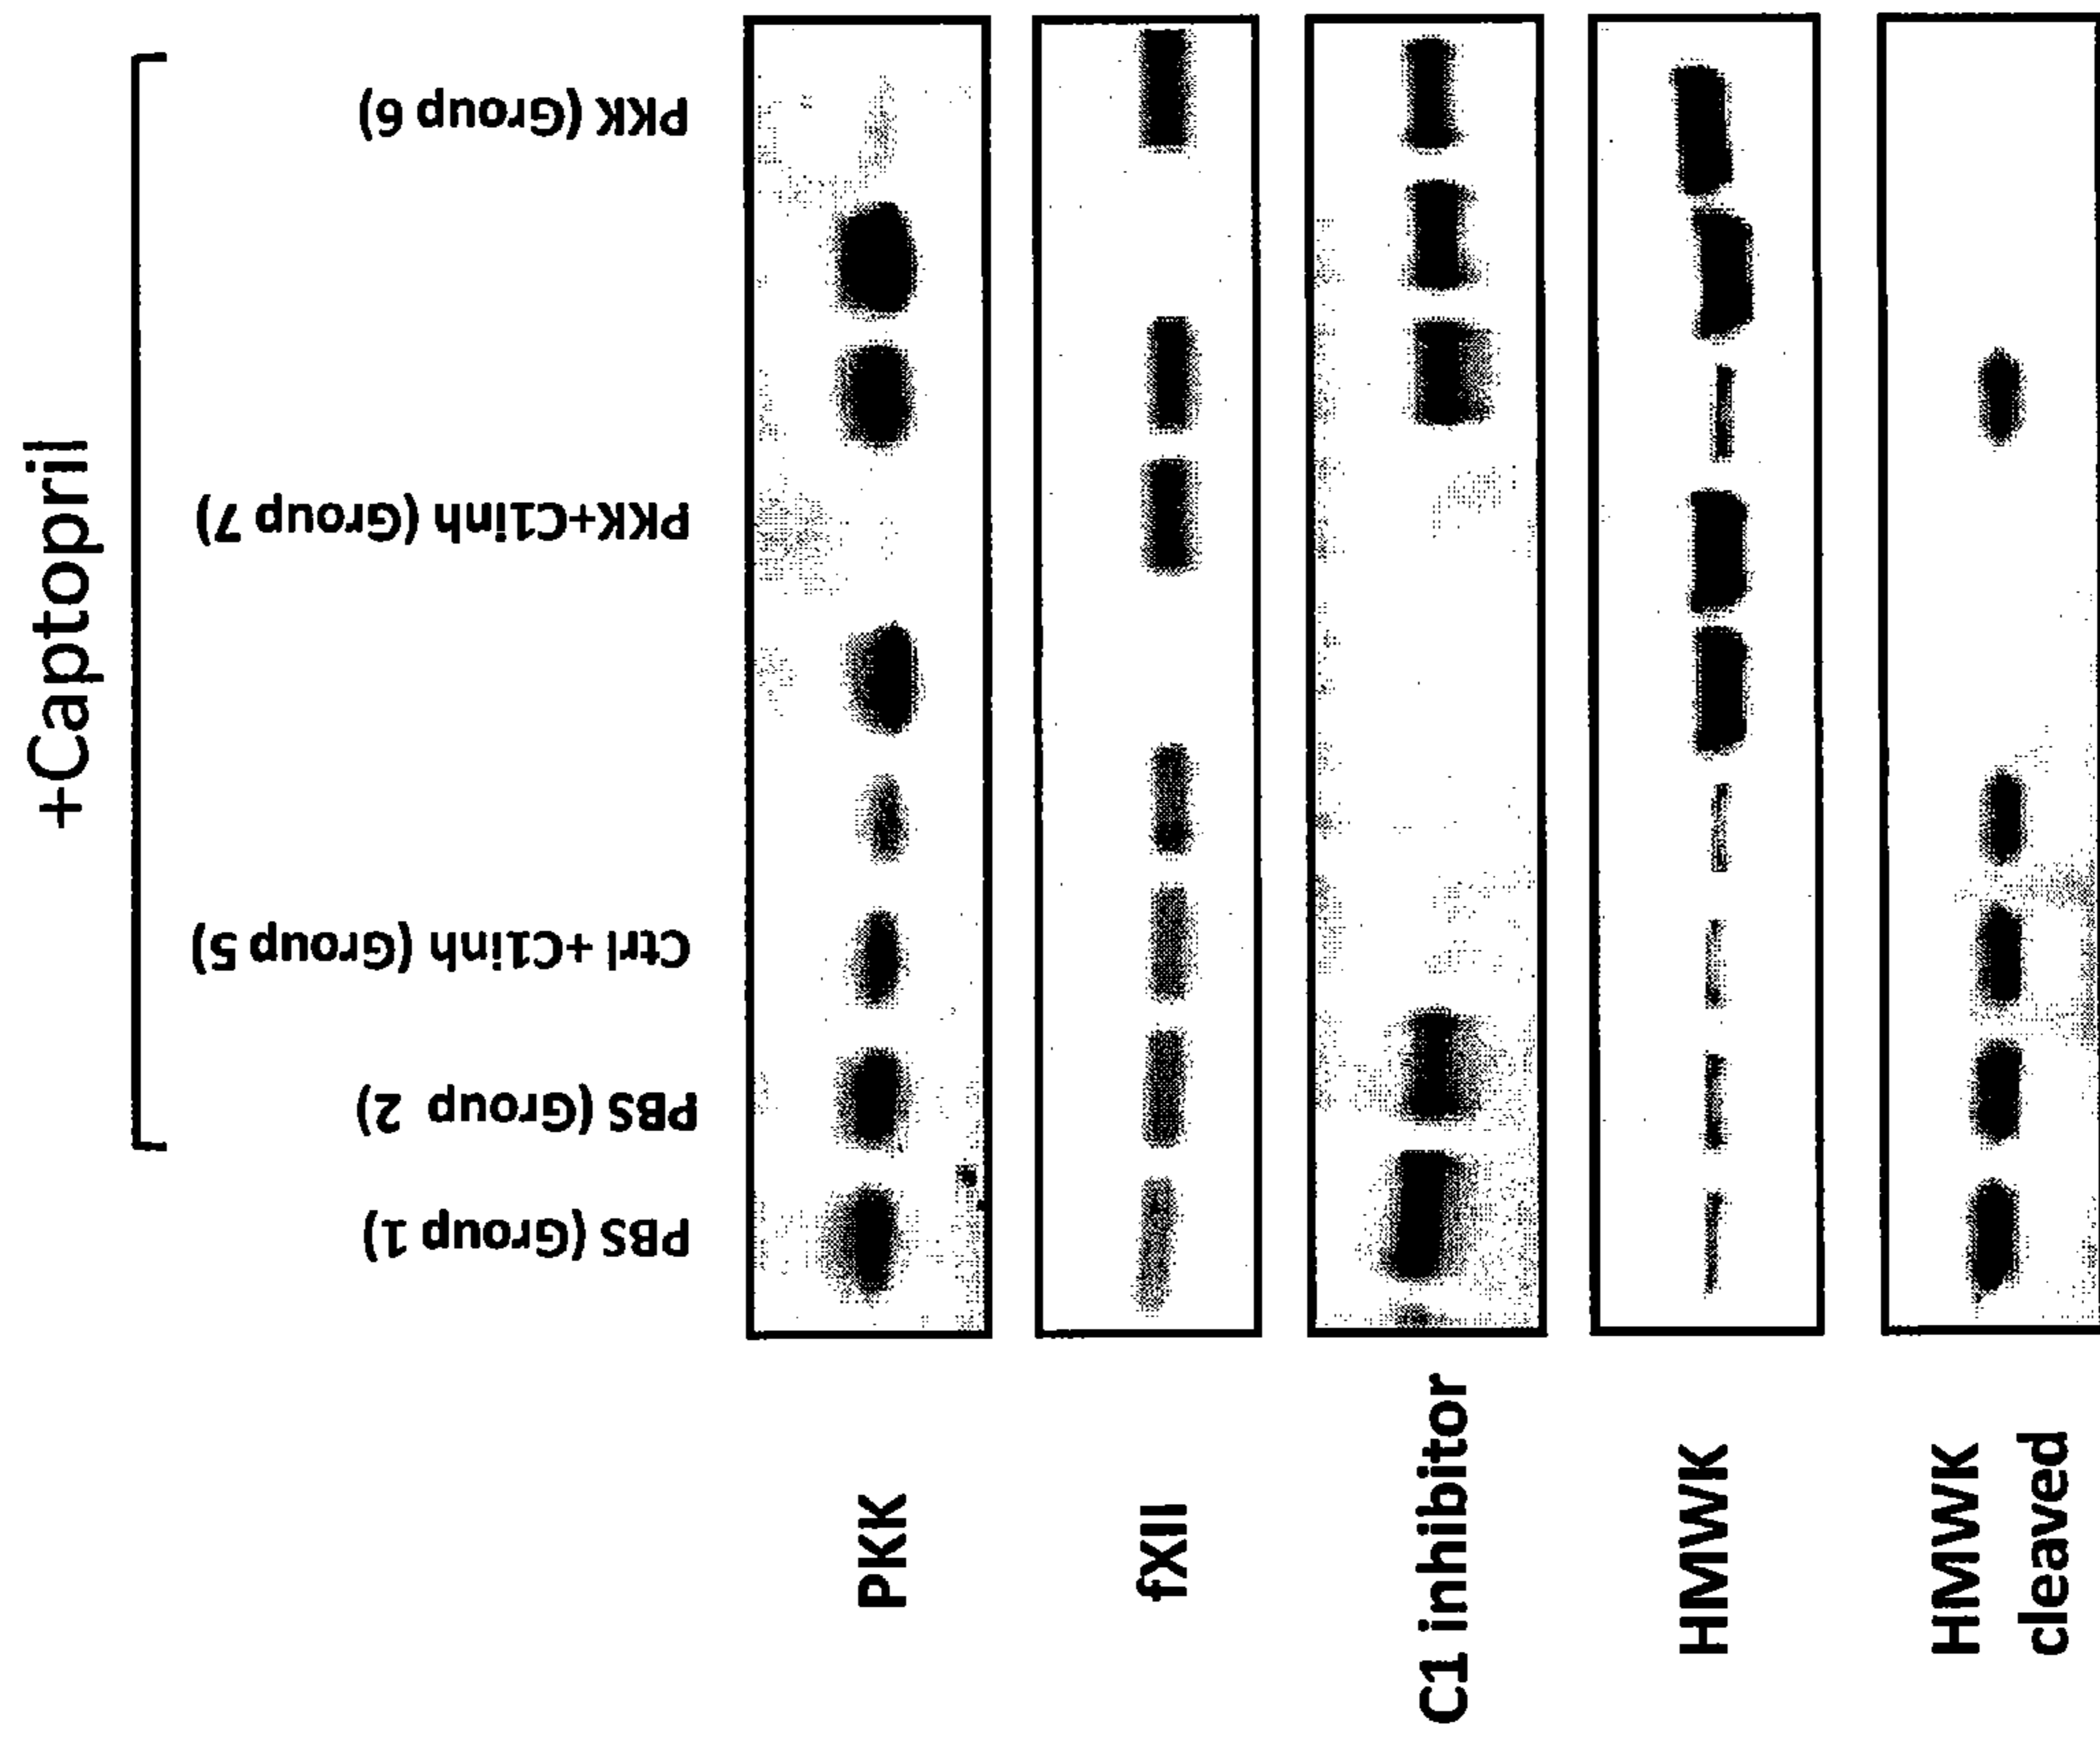 +Captopril
PBS (Group 1)
PBS (Group 2)
Ctrl +C1inh (Group 5)
PKK+C1inh (Group 7)
PKK (Group 6)
PKK
fXII
C1 inhibitor
HMWK
HMWK
cleaved